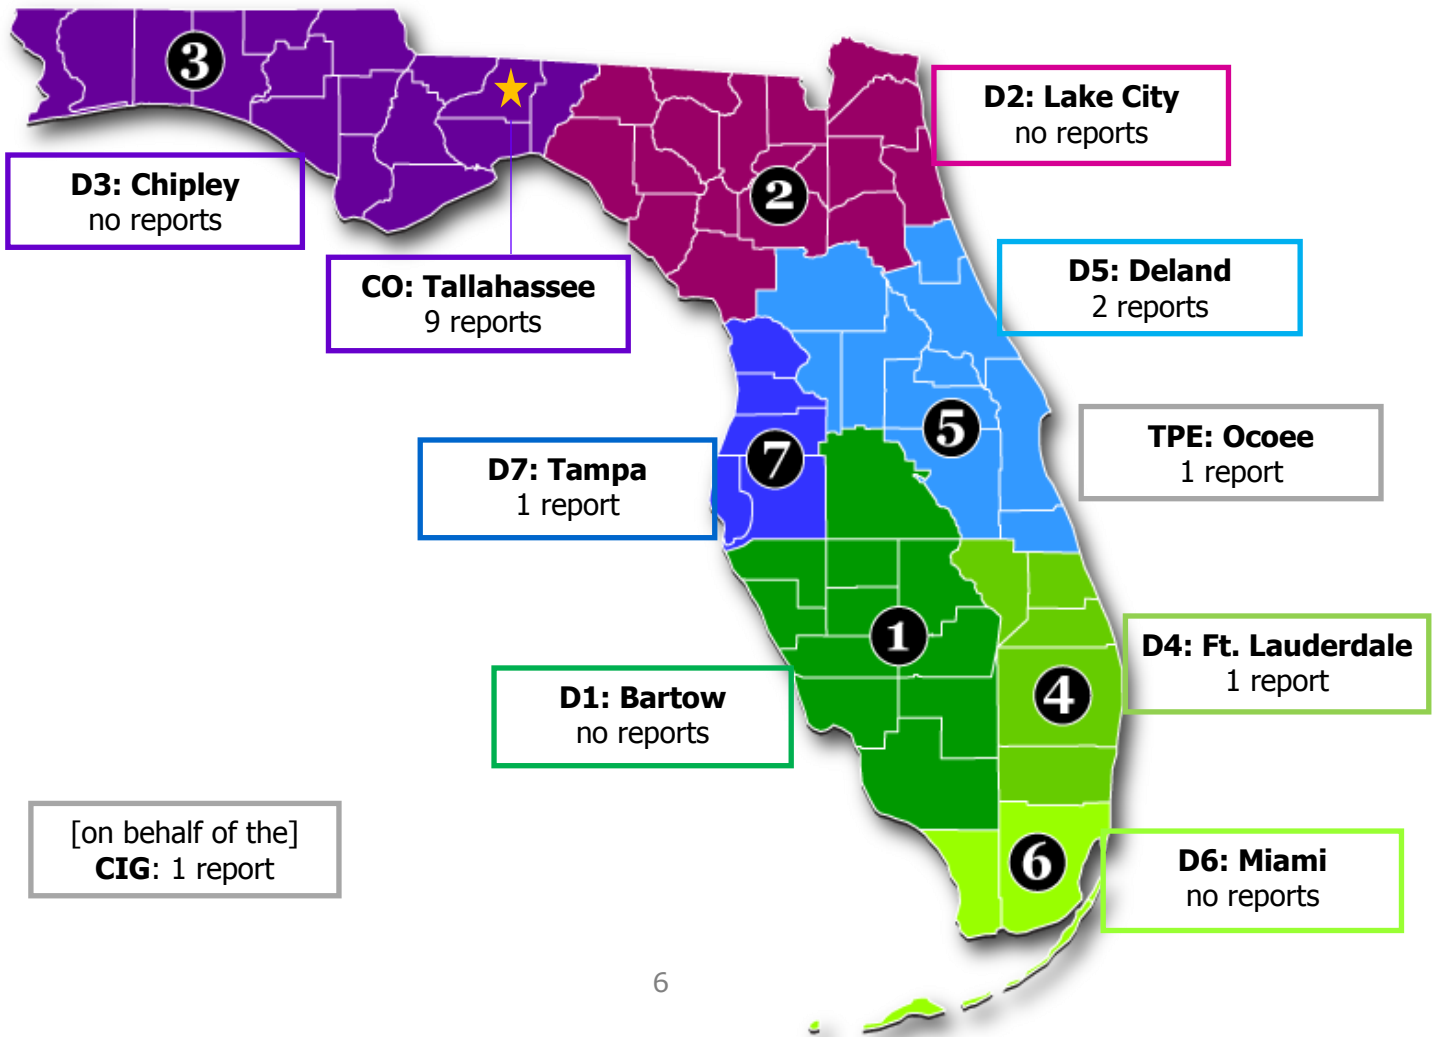 3
D2: Lake City
no reports
D3: Chipley
no reports
2
CO: Tallahassee
9 reports
D5: Deland
2 reports
5
TPE: Ocoee
1 report
7
D7: Tampa
1 report
1
D4: Ft. Lauderdale
1 report
D1: Bartow
no reports
4
[on behalf of the]
CIG: 1 report
6
D6: Miami
no reports
6